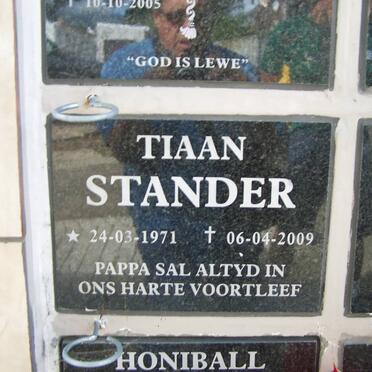 † 10-10-2005
"GOD IS LEWE"
TIAAN
STANDER
★ 24-03-1971 † 06-04-2009
PAPPA SAL ALTYD IN
ONS HARTE VOORTLEEF
HONIBALL